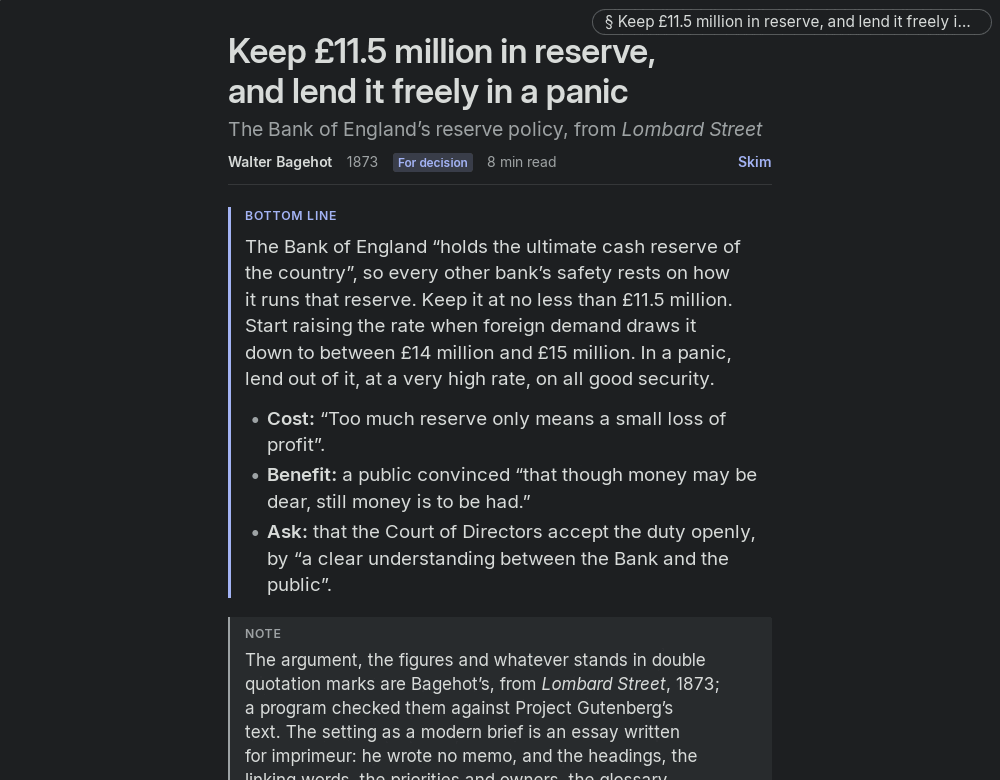 § Keep £11.5 million in reserve, and lend it freely i…
Keep £11.5 million in reserve,
and lend it freely in a panic
The Bank of England’s reserve policy, from Lombard Street
Walter Bagehot 1873 For decision 8 min read Skim
BOTTOM LINE
The Bank of England “holds the ultimate cash reserve of
the country”, so every other bank’s safety rests on how
it runs that reserve. Keep it at no less than £11.5 million.
Start raising the rate when foreign demand draws it
down to between £14 million and £15 million. In a panic,
lend out of it, at a very high rate, on all good security.
• Cost: “Too much reserve only means a small loss of
profit”.
• Benefit: a public convinced “that though money may be
dear, still money is to be had.”
• Ask: that the Court of Directors accept the duty openly,
by “a clear understanding between the Bank and the
public”.
NOTE
The argument, the figures and whatever stands in double
quotation marks are Bagehot’s, from Lombard Street, 1873;
a program checked them against Project Gutenberg’s
text. The setting as a modern brief is an essay written
for imprimeur: he wrote no memo, and the headings, the
linking words, the priorities and owners, the glossary